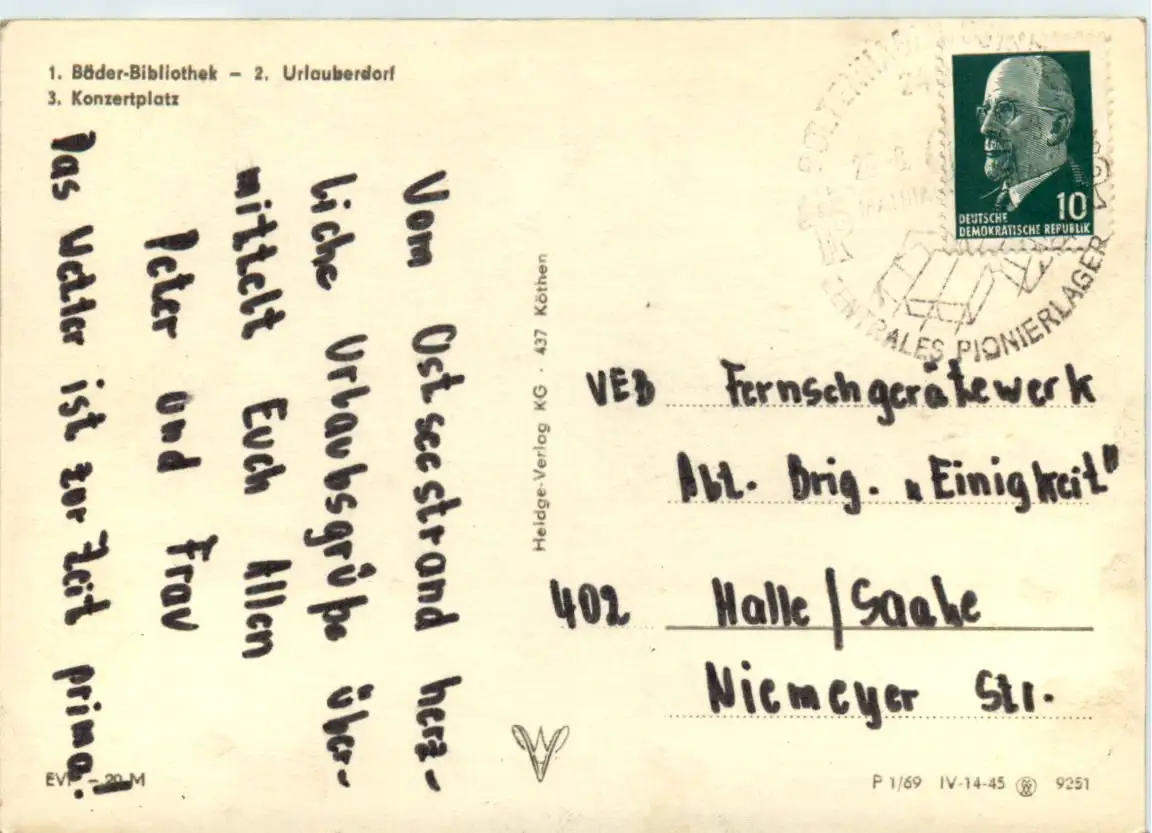 1. Bäder-Bibliothek – 2. Urlauberdorf
3. Konzertplatz
Vom Ostseestrand herz-
liche Urlaubsgrüße über-
mittelt Euch Allen
Peter und Frau
Das Wetter ist zur Zeit prima!
Heldge-Verlag KG · 437 Köthen
ZENTRALES PIONIERLAGER
10
DEUTSCHE
DEMOKRATISCHE REPUBLIK
VEB Fernsehgerätewerk
Abt. Brig. „Einigkeit"
402 Halle/Saale
Niemeyer Str.
EVP – 20 M
P 1/69 IV-14-45 9251